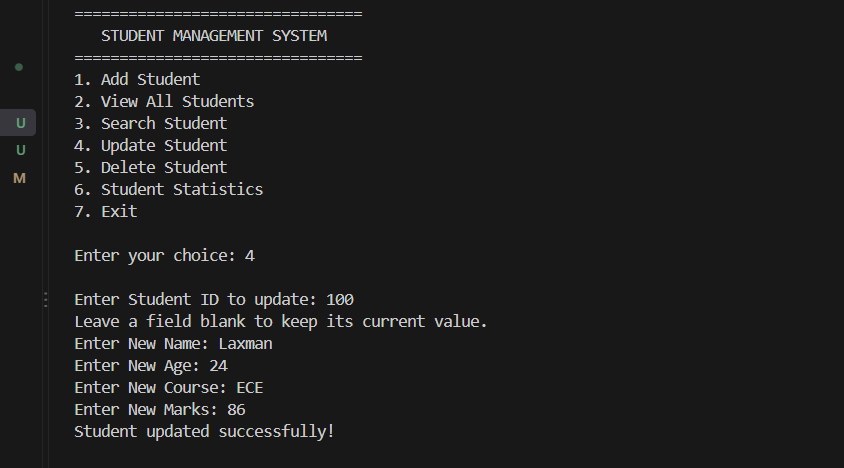 ================================
   STUDENT MANAGEMENT SYSTEM
================================
1. Add Student
2. View All Students
U
3. Search Student
4. Update Student
U
5. Delete Student
M
6. Student Statistics
7. Exit
Enter your choice: 4
Enter Student ID to update: 100
Leave a field blank to keep its current value.
Enter New Name: Laxman
Enter New Age: 24
Enter New Course: ECE
Enter New Marks: 86
Student updated successfully!